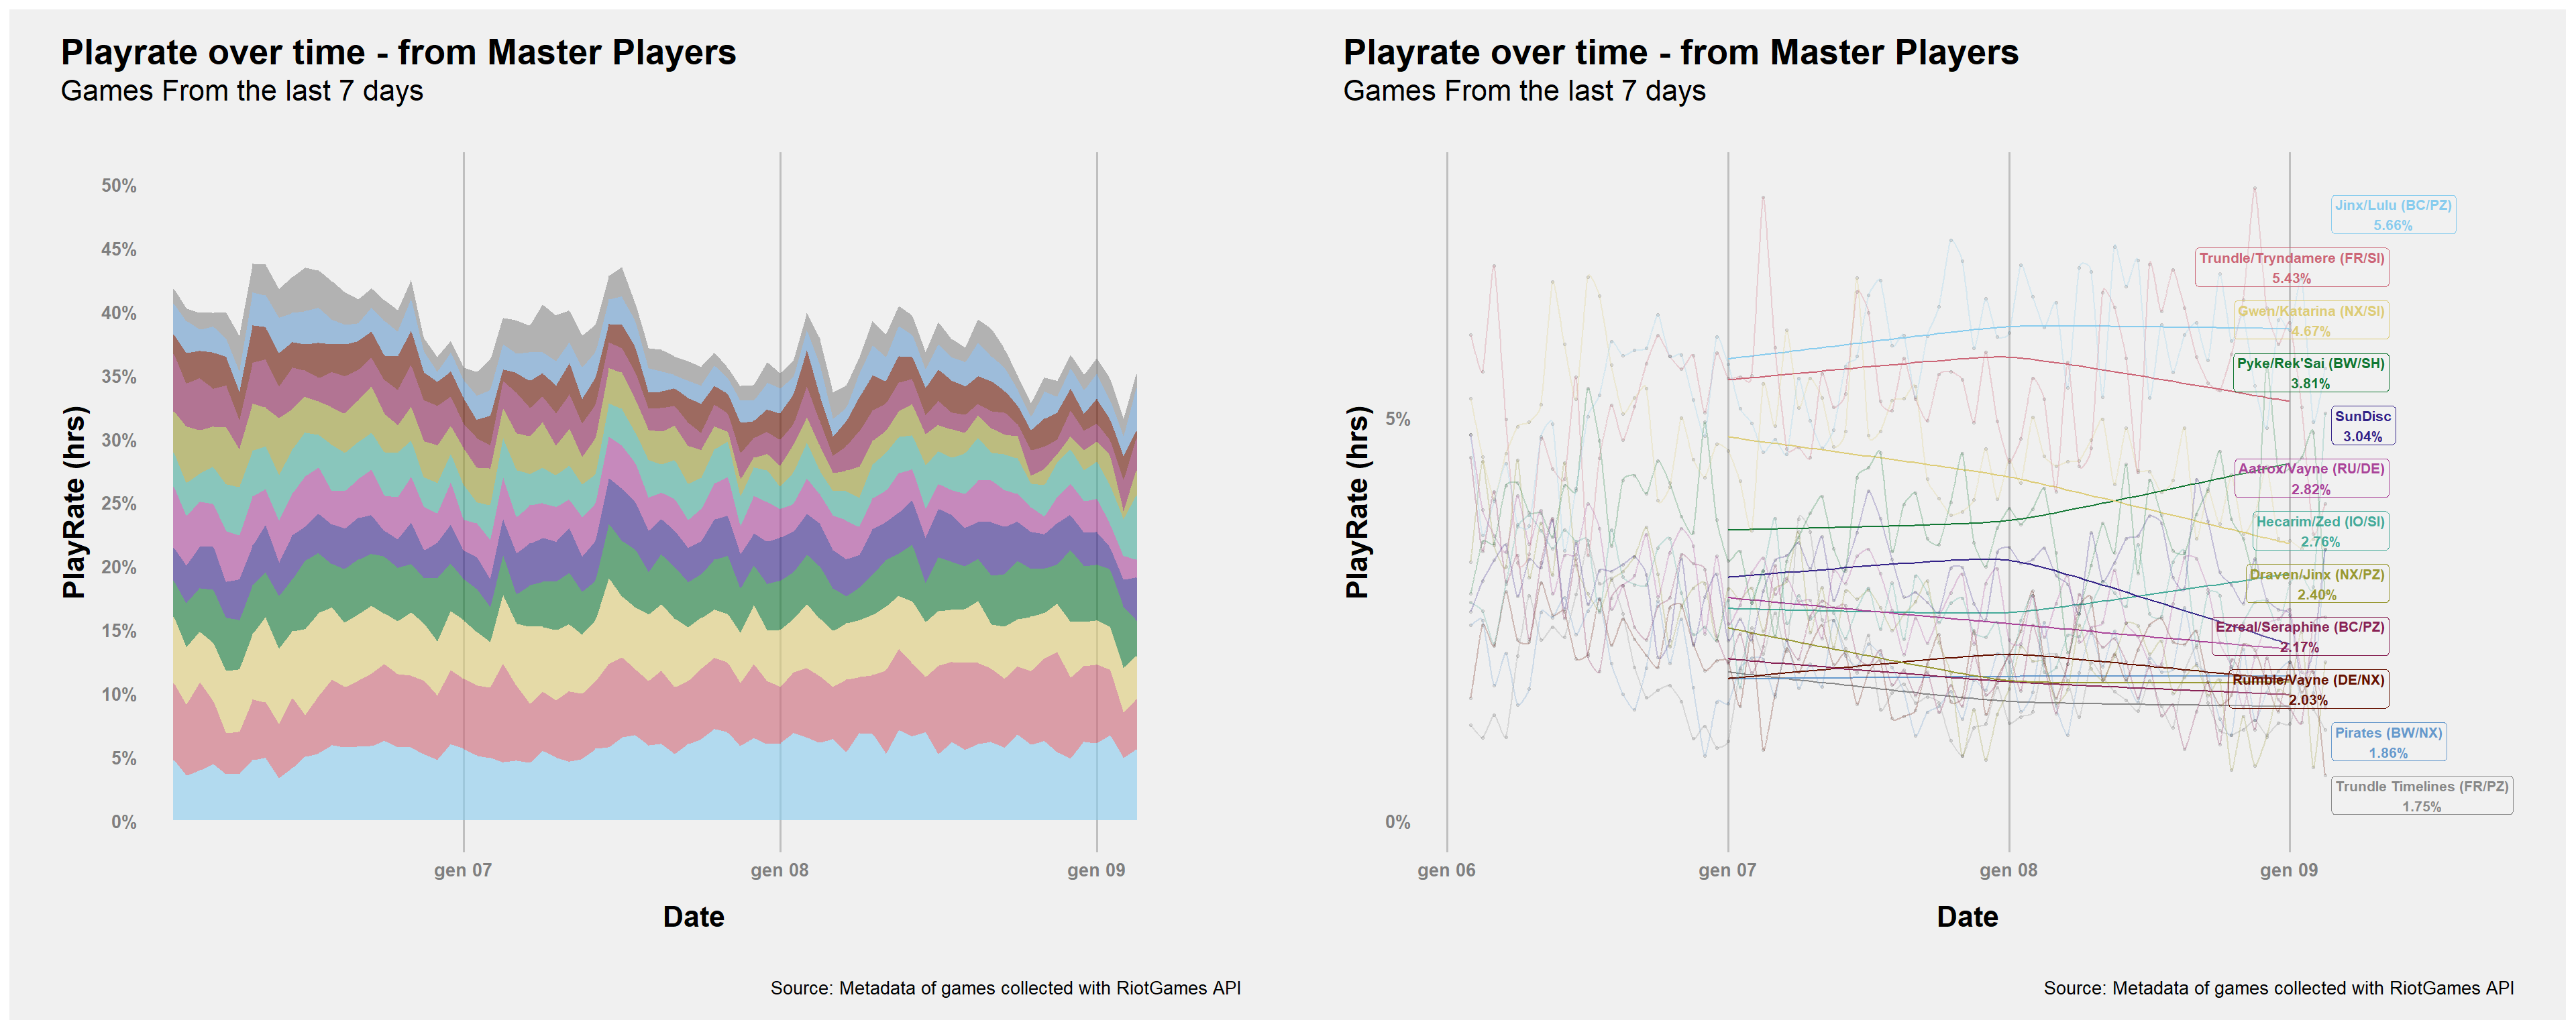 Playrate over time - from Master Players
Games From the last 7 days
PlayRate (hrs)
50%
45%
40%
35%
30%
25%
20%
15%
10%
5%
0%
gen 07
gen 08
gen 09
Date
Source: Metadata of games collected with RiotGames API
Playrate over time - from Master Players
Games From the last 7 days
PlayRate (hrs)
5%
0%
Jinx/Lulu (BC/PZ)
5.66%
Trundle/Tryndamere (FR/SI)
5.43%
Gwen/Katarina (NX/SI)
4.67%
Pyke/Rek'Sai (BW/SH)
3.81%
SunDisc
3.04%
Aatrox/Vayne (RU/DE)
2.82%
Hecarim/Zed (IO/SI)
2.76%
Draven/Jinx (NX/PZ)
2.40%
Ezreal/Seraphine (BC/PZ)
2.17%
Rumble/Vayne (DE/NX)
2.03%
Pirates (BW/NX)
1.86%
Trundle Timelines (FR/PZ)
1.75%
gen 06
gen 07
gen 08
gen 09
Date
Source: Metadata of games collected with RiotGames API